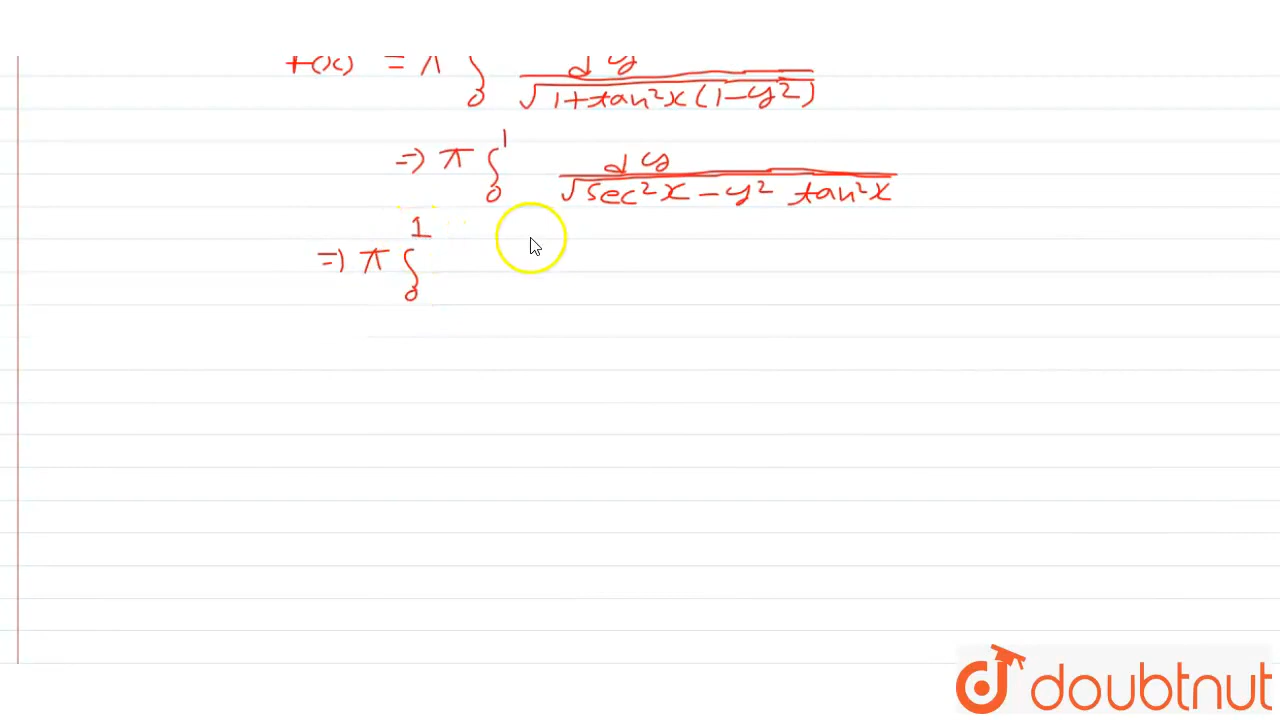 f(x) = π ∫₀ dy / √(1+tan²x(1-y²))
⇒ π ∫₀¹ dy / √(sec²x - y² tan²x)
⇒ π ∫₀¹
doubtnut